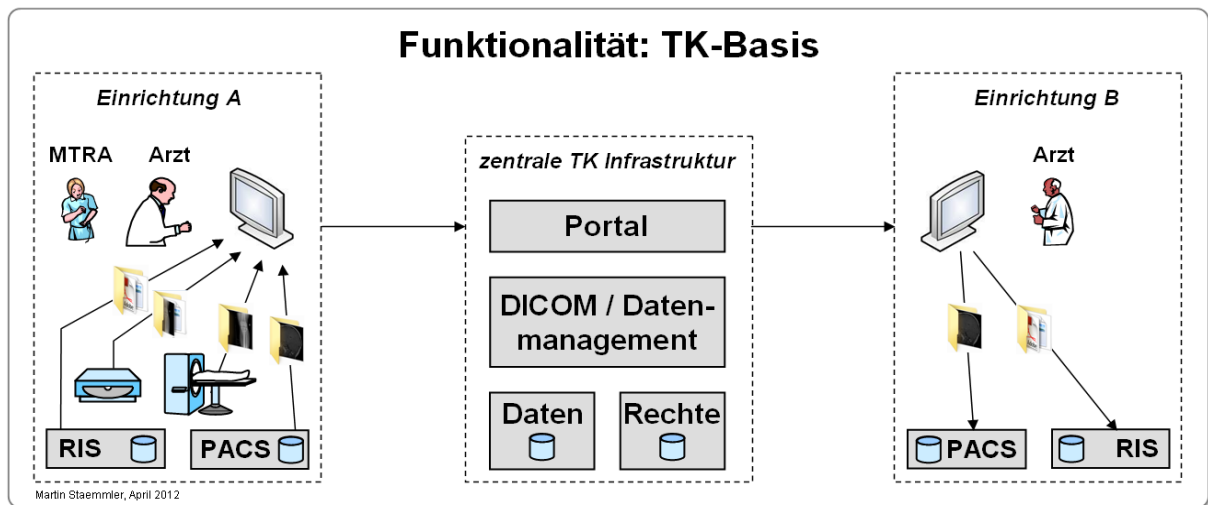 Funktionalität: TK-Basis
Einrichtung A
MTRA
Arzt
RIS
PACS
zentrale TK Infrastruktur
Portal
DICOM / Daten-
management
Daten
Rechte
Einrichtung B
Arzt
PACS
RIS
Martin Staemmler, April 2012